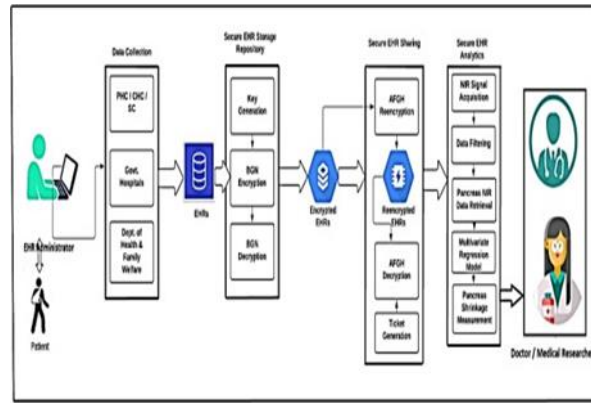 Data Collection
Secure EHR Storage
Repository
Secure EHR Sharing
Secure EHR
Analytics
PHC / CHC /
SC
Govt.
Hospitals
Dept. of
Health &
Family
Welfare
EHR Administrator
Patient
EHRs
Key
Generation
BGN
Encryption
BGN
Decryption
Encrypted
EHRs
AFGH
Reencryption
Reencrypted
EHRs
AFGH
Decryption
Ticket
Generation
NIR Signal
Acquisition
Data Filtering
Pancreas NIR
Data Retrieval
Multivariate
Regression
Model
Pancreas
Shrinkage
Measurement
Doctor / Medical Researcher